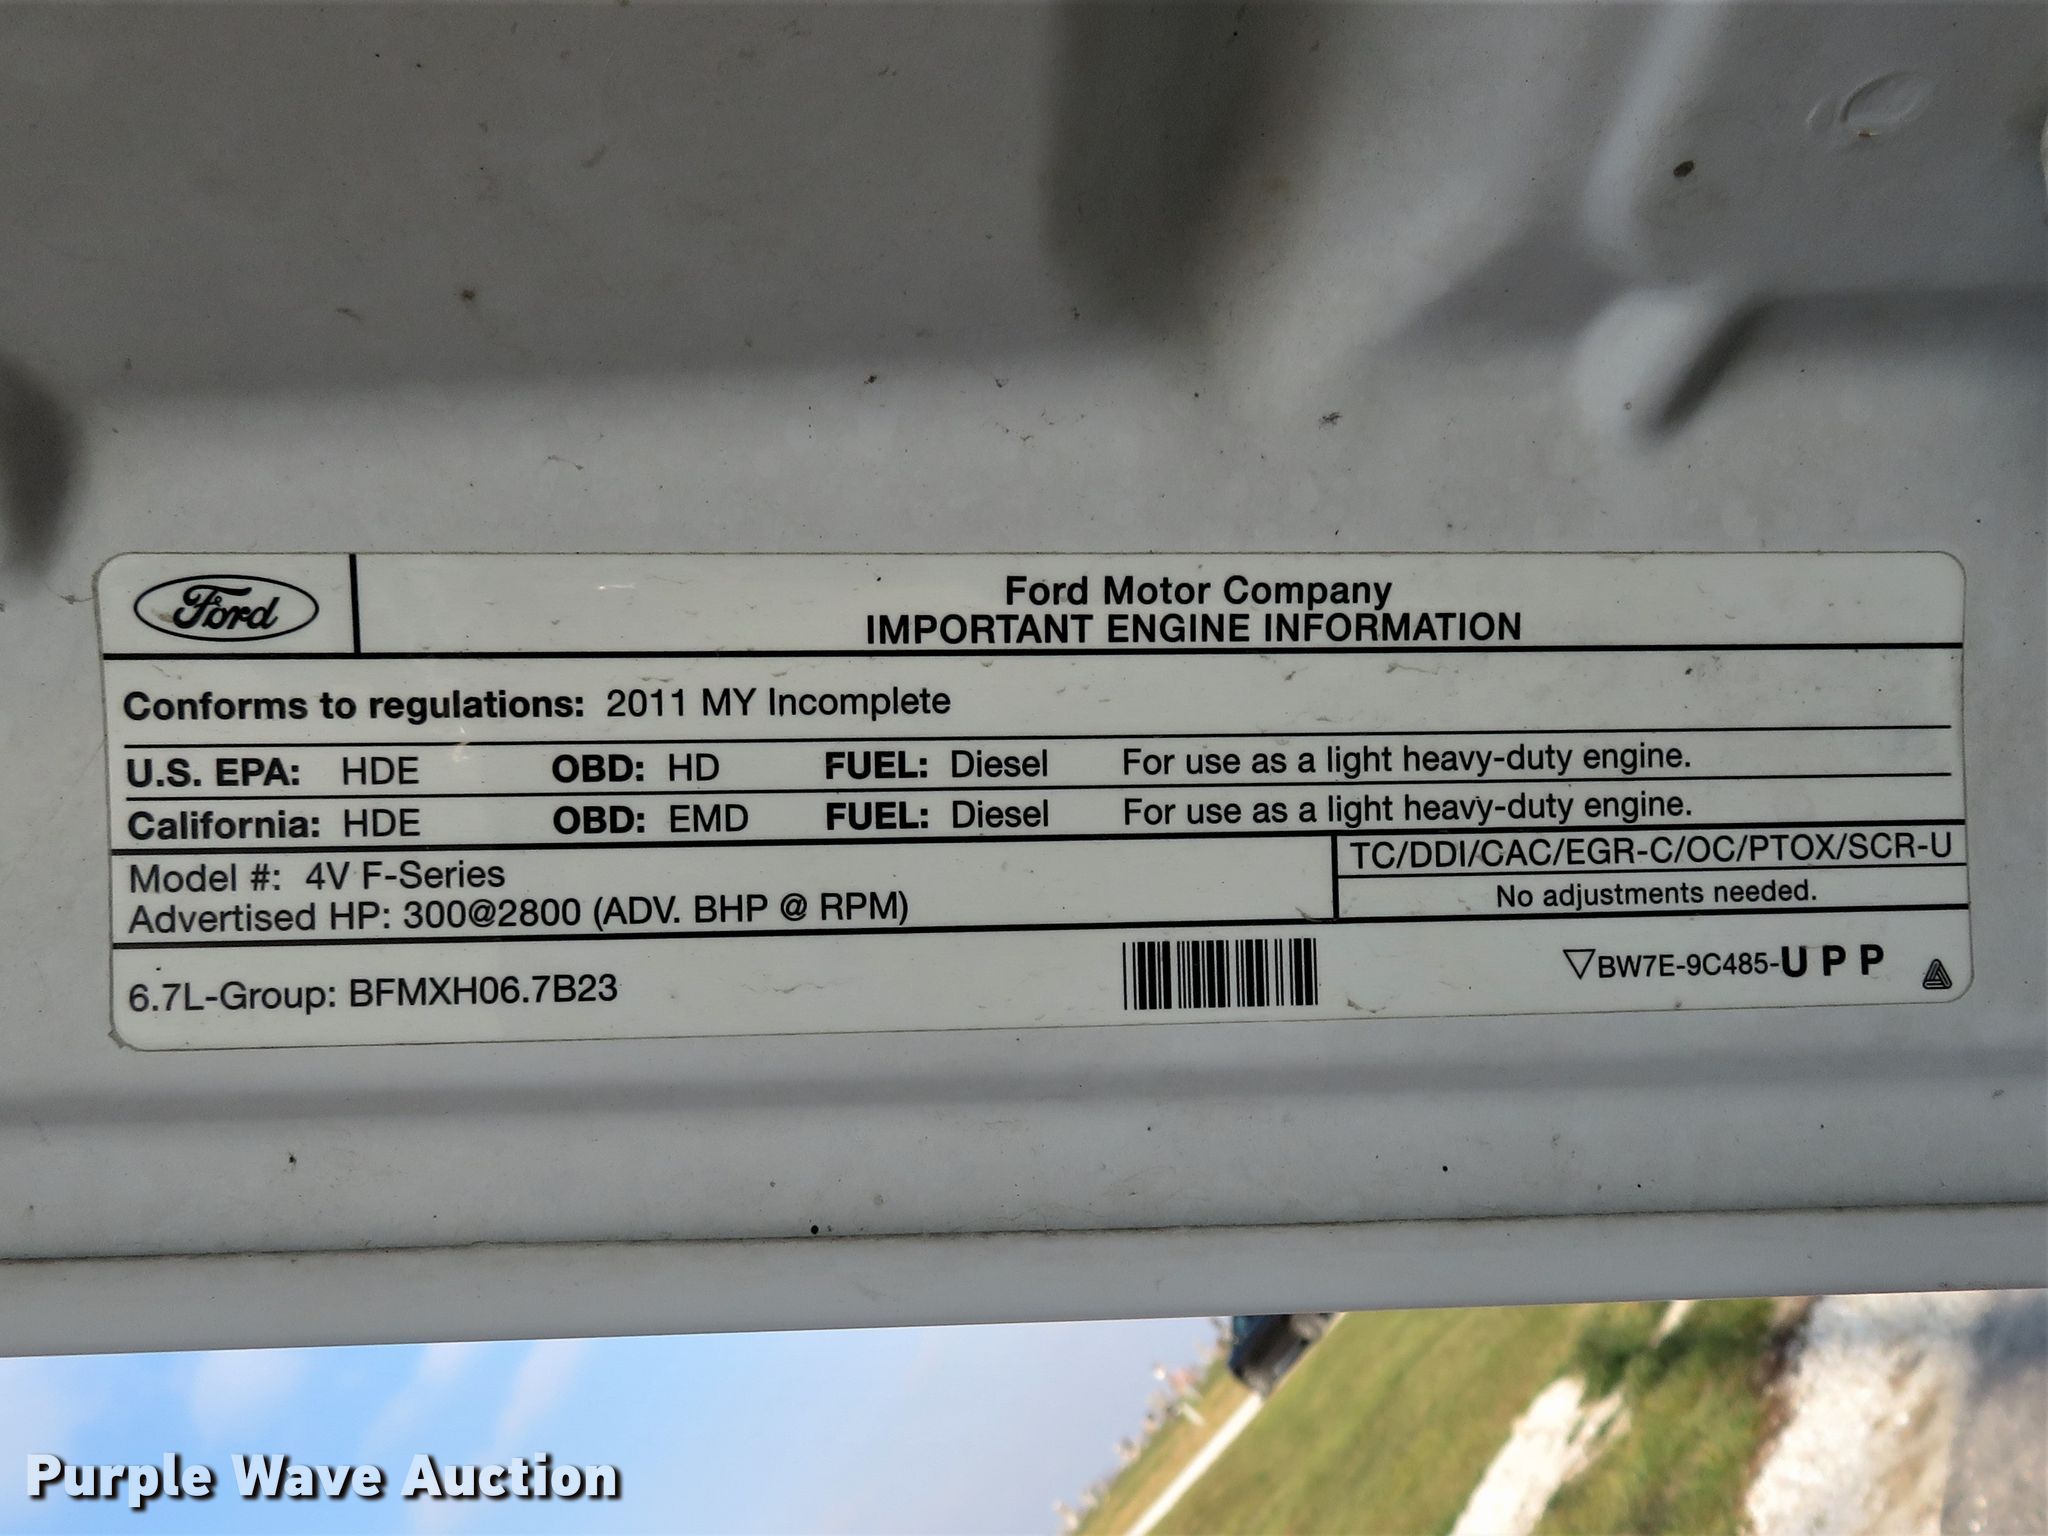 Ford
Ford Motor Company
IMPORTANT ENGINE INFORMATION
Conforms to regulations: 2011 MY Incomplete
U.S. EPA: HDE OBD: HD FUEL: Diesel For use as a light heavy-duty engine.
California: HDE OBD: EMD FUEL: Diesel For use as a light heavy-duty engine.
Model #: 4V F-Series
Advertised HP: 300@2800 (ADV. BHP @ RPM)
TC/DDI/CAC/EGR-C/OC/PTOX/SCR-U
No adjustments needed.
6.7L-Group: BFMXH06.7B23
▽BW7E-9C485-UPP
Purple Wave Auction